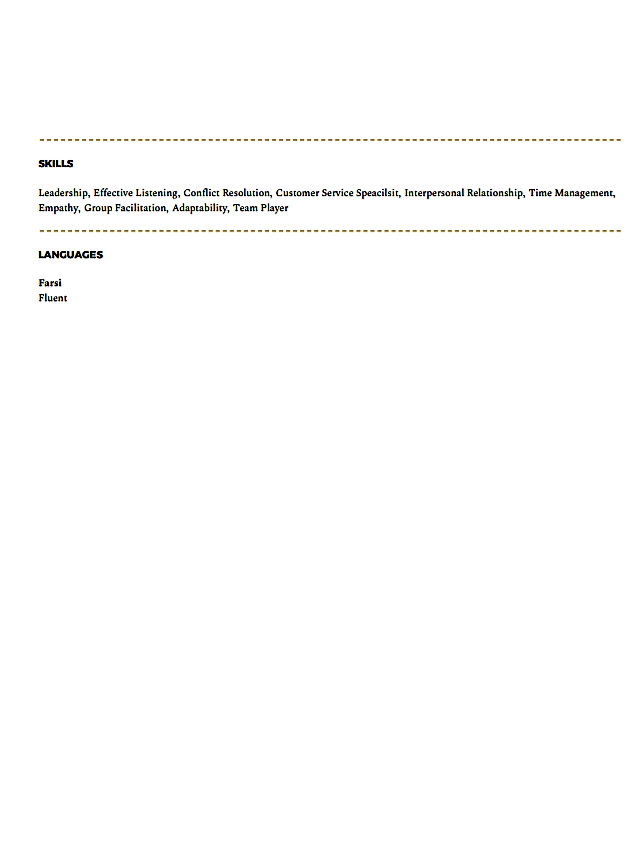 SKILLS
Leadership, Effective Listening, Conflict Resolution, Customer Service Speacilsit, Interpersonal Relationship, Time Management,
Empathy, Group Facilitation, Adaptability, Team Player
LANGUAGES
Farsi
Fluent